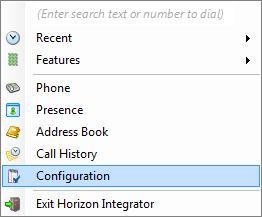 (Enter search text or number to dial)
Recent
Features
Phone
Presence
Address Book
Call History
Configuration
Exit Horizon Integrator